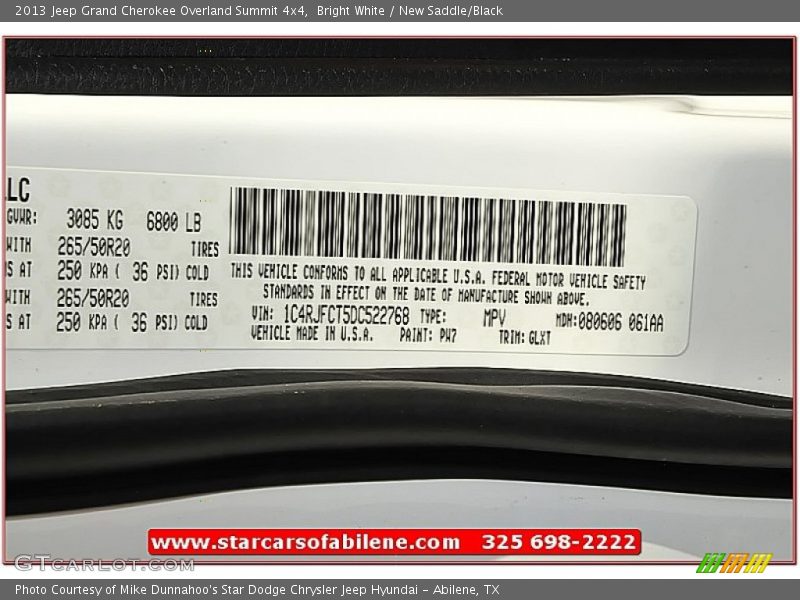 2013 Jeep Grand Cherokee Overland Summit 4x4, Bright White / New Saddle/Black
LC
GVWR: 3085 KG 6800 LB
WITH 265/50R20 TIRES
S AT 250 KPA ( 36 PSI) COLD
WITH 265/50R20 TIRES
S AT 250 KPA ( 36 PSI) COLD
THIS VEHICLE CONFORMS TO ALL APPLICABLE U.S.A. FEDERAL MOTOR VEHICLE SAFETY
STANDARDS IN EFFECT ON THE DATE OF MANUFACTURE SHOWN ABOVE.
VIN: 1C4RJFCT5DC522768 TYPE: MPV MDH:080606 061AA
VEHICLE MADE IN U.S.A. PAINT: PW7 TRIM: GLXT
www.starcarsofabilene.com 325 698-2222
GTCARLOT.COM
Photo Courtesy of Mike Dunnahoo's Star Dodge Chrysler Jeep Hyundai - Abilene, TX